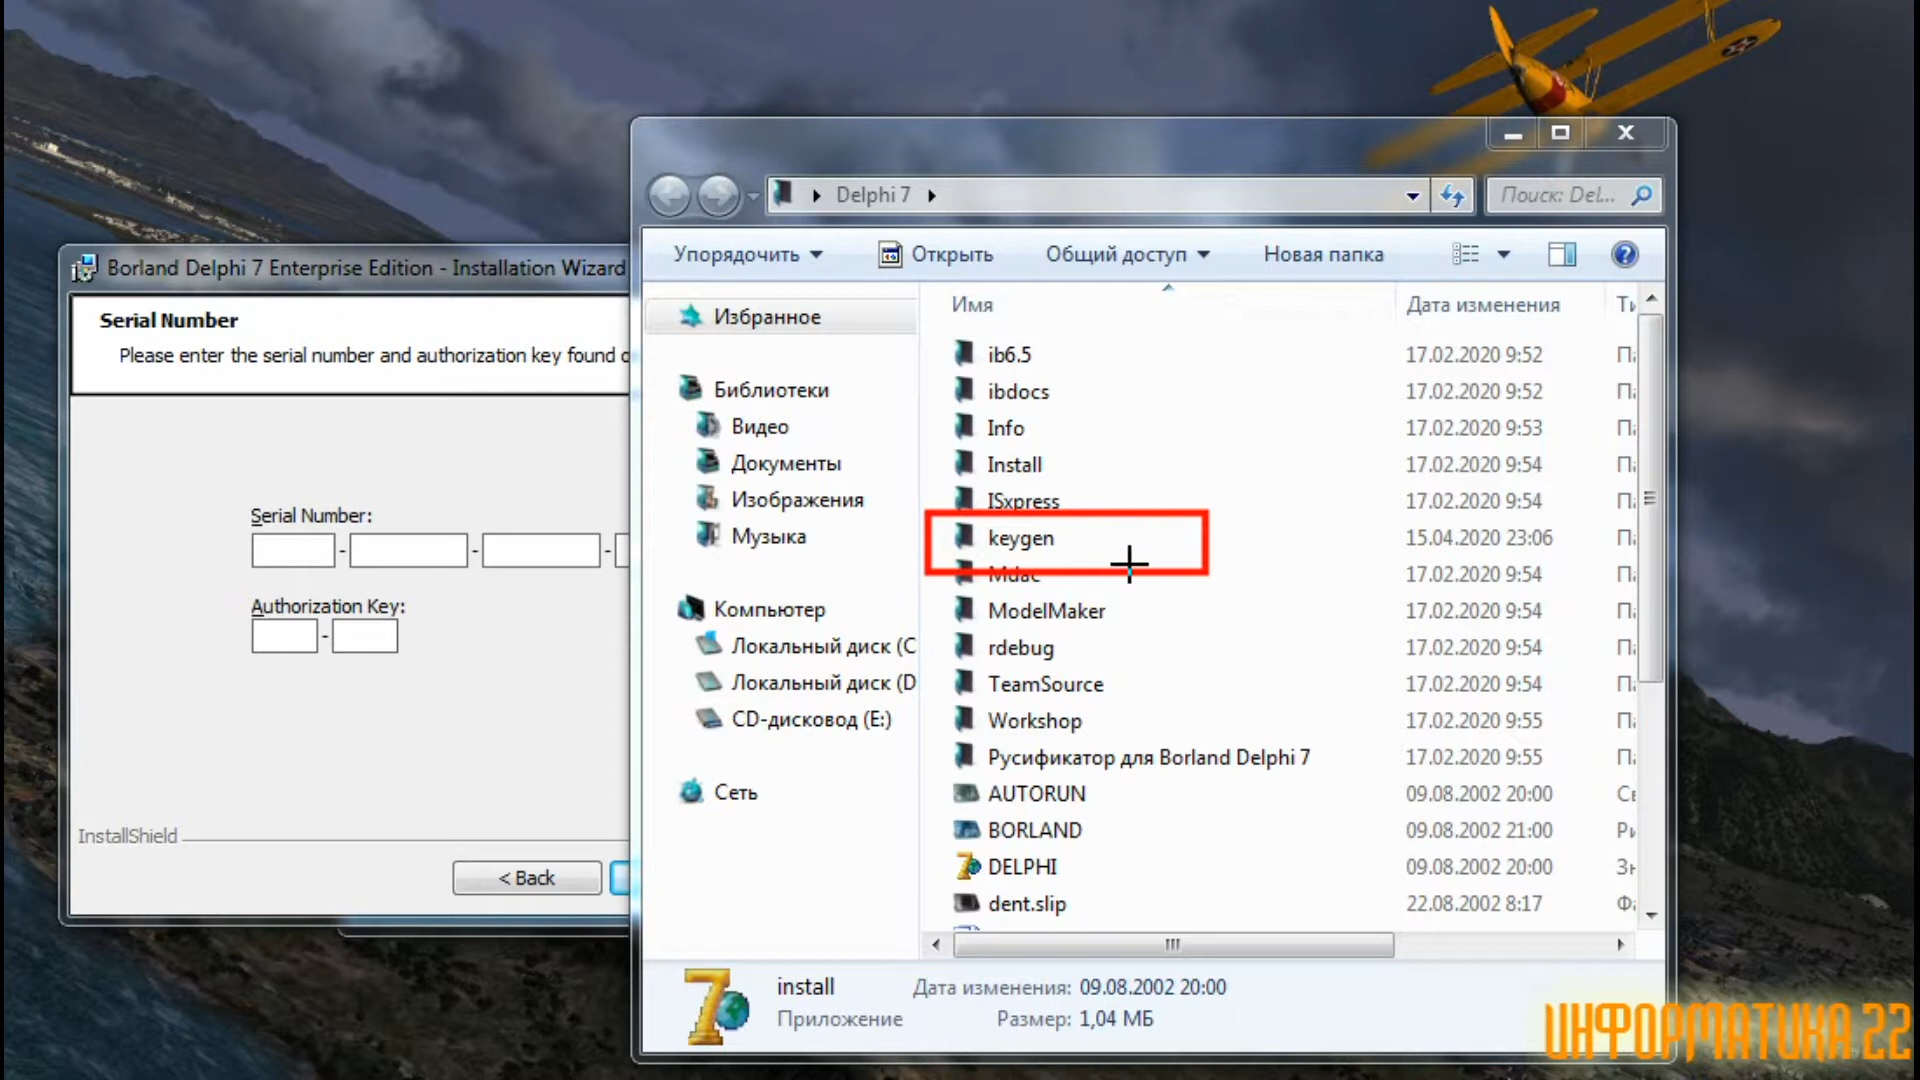 Borland Delphi 7 Enterprise Edition - Installation Wizard
Serial Number
Please enter the serial number and authorization key found
Serial Number:
- - -
Authorization Key:
-
InstallShield
< Back
Delphi 7
Поиск: Del...
Упорядочить
Открыть
Общий доступ
Новая папка
Избранное
Библиотеки
Видео
Документы
Изображения
Музыка
Компьютер
Локальный диск (C
Локальный диск (D
CD-дисковод (E:)
Сеть
Имя Дата изменения
ib6.5 17.02.2020 9:52
ibdocs 17.02.2020 9:52
Info 17.02.2020 9:53
Install 17.02.2020 9:54
ISxpress 17.02.2020 9:54
keygen 15.04.2020 23:06
Mdac 17.02.2020 9:54
ModelMaker 17.02.2020 9:54
rdebug 17.02.2020 9:54
TeamSource 17.02.2020 9:54
Workshop 17.02.2020 9:55
Русификатор для Borland Delphi 7 17.02.2020 9:55
AUTORUN 09.08.2002 20:00
BORLAND 09.08.2002 21:00
DELPHI 09.08.2002 20:00
dent.slip 22.08.2002 8:17
install Дата изменения: 09.08.2002 20:00
Приложение Размер: 1,04 МБ
ИНФОРМАТИКА 22